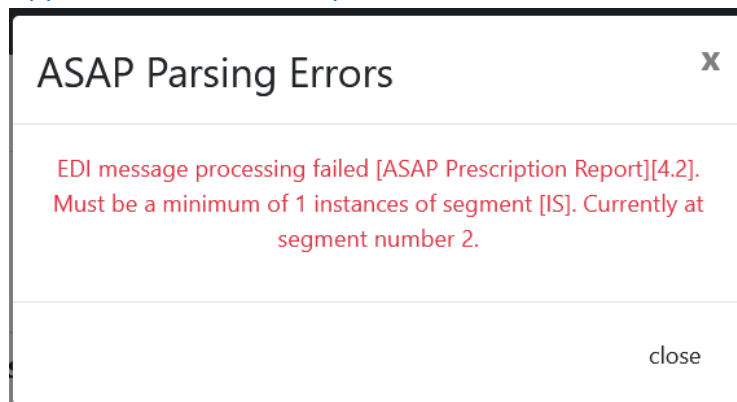 ASAP Parsing Errors
x
EDI message processing failed [ASAP Prescription Report][4.2].
Must be a minimum of 1 instances of segment [IS]. Currently at
segment number 2.
close